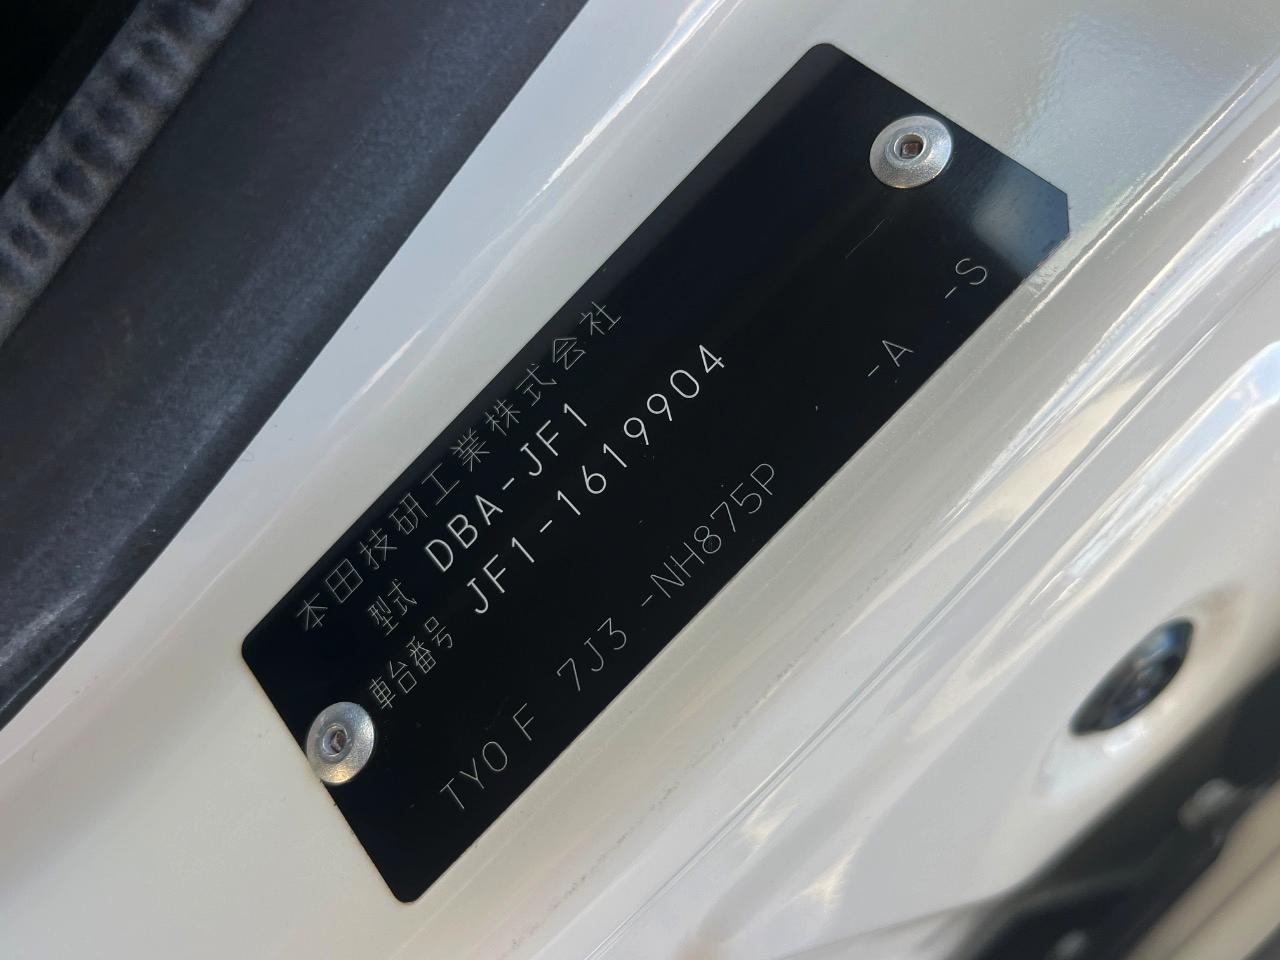 本田技研工業株式会社
型式 DBA-JF1
車台番号 JF1-1619904
TY0 F 7J3 -NH875P -A -S